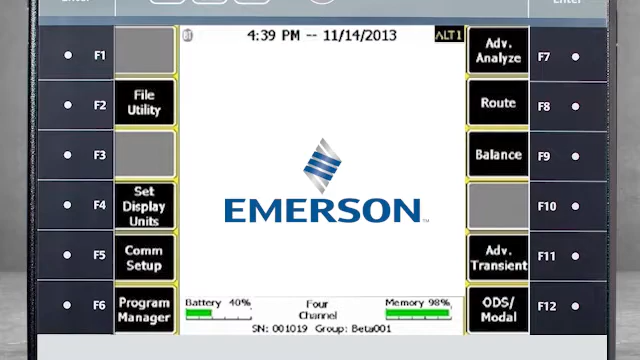 Enter
Enter
BT
4:39 PM -- 11/14/2013
ALT1
F1
F2
File
Utility
F3
F4
Set
Display
Units
F5
Comm
Setup
F6
Program
Manager
Adv.
Analyze
F7
Route
F8
Balance
F9
F10
Adv.
Transient
F11
ODS/
Modal
F12
EMERSON™
Battery 40%
Four
Channel
Memory 98%
SN: 001019 Group: Beta001